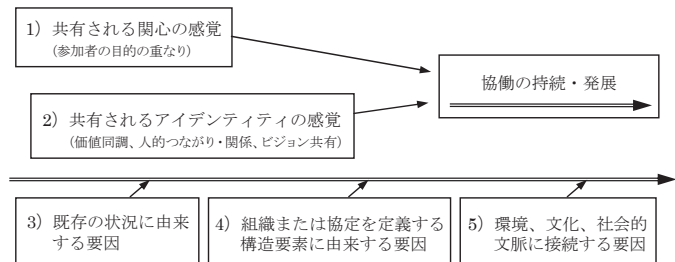 1）共有される関心の感覚
（参加者の目的の重なり）
協働の持続・発展
2）共有されるアイデンティティの感覚
（価値同調、人的つながり・関係、ビジョン共有）
3）既存の状況に由来
する要因
4）組織または協定を定義する
構造要素に由来する要因
5）環境、文化、社会的
文脈に接続する要因